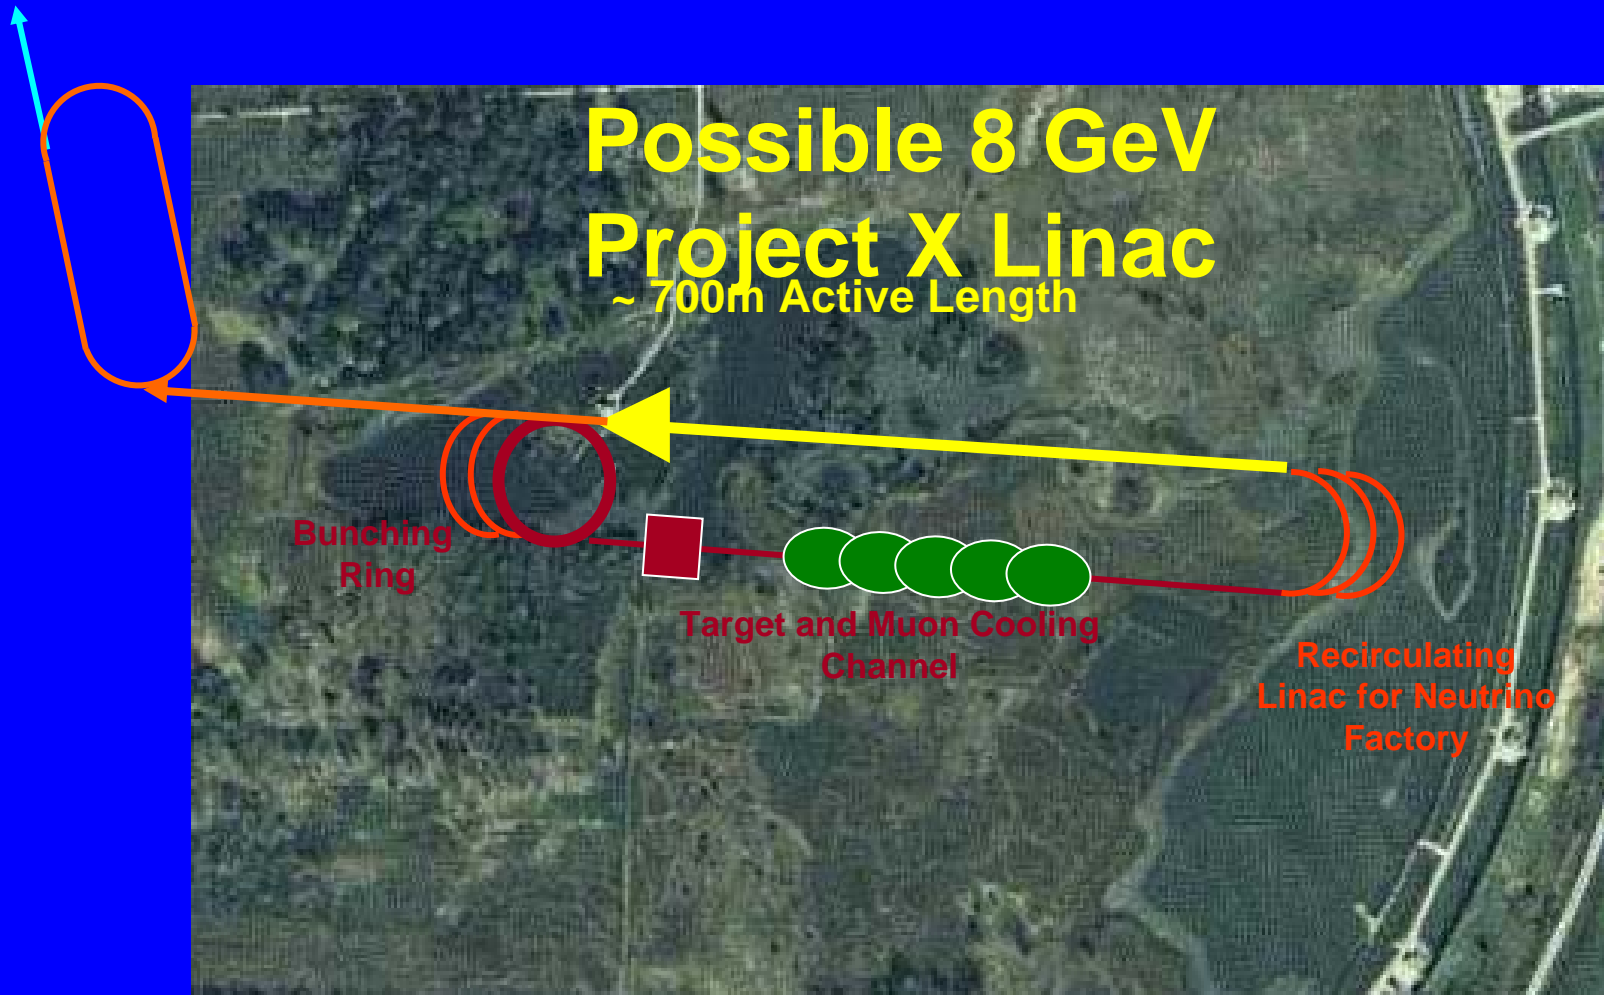 Possible 8 GeV
Project X Linac
~ 700m Active Length
Bunching
Ring
Target and Muon Cooling
Channel
Recirculating
Linac for Neutrino
Factory